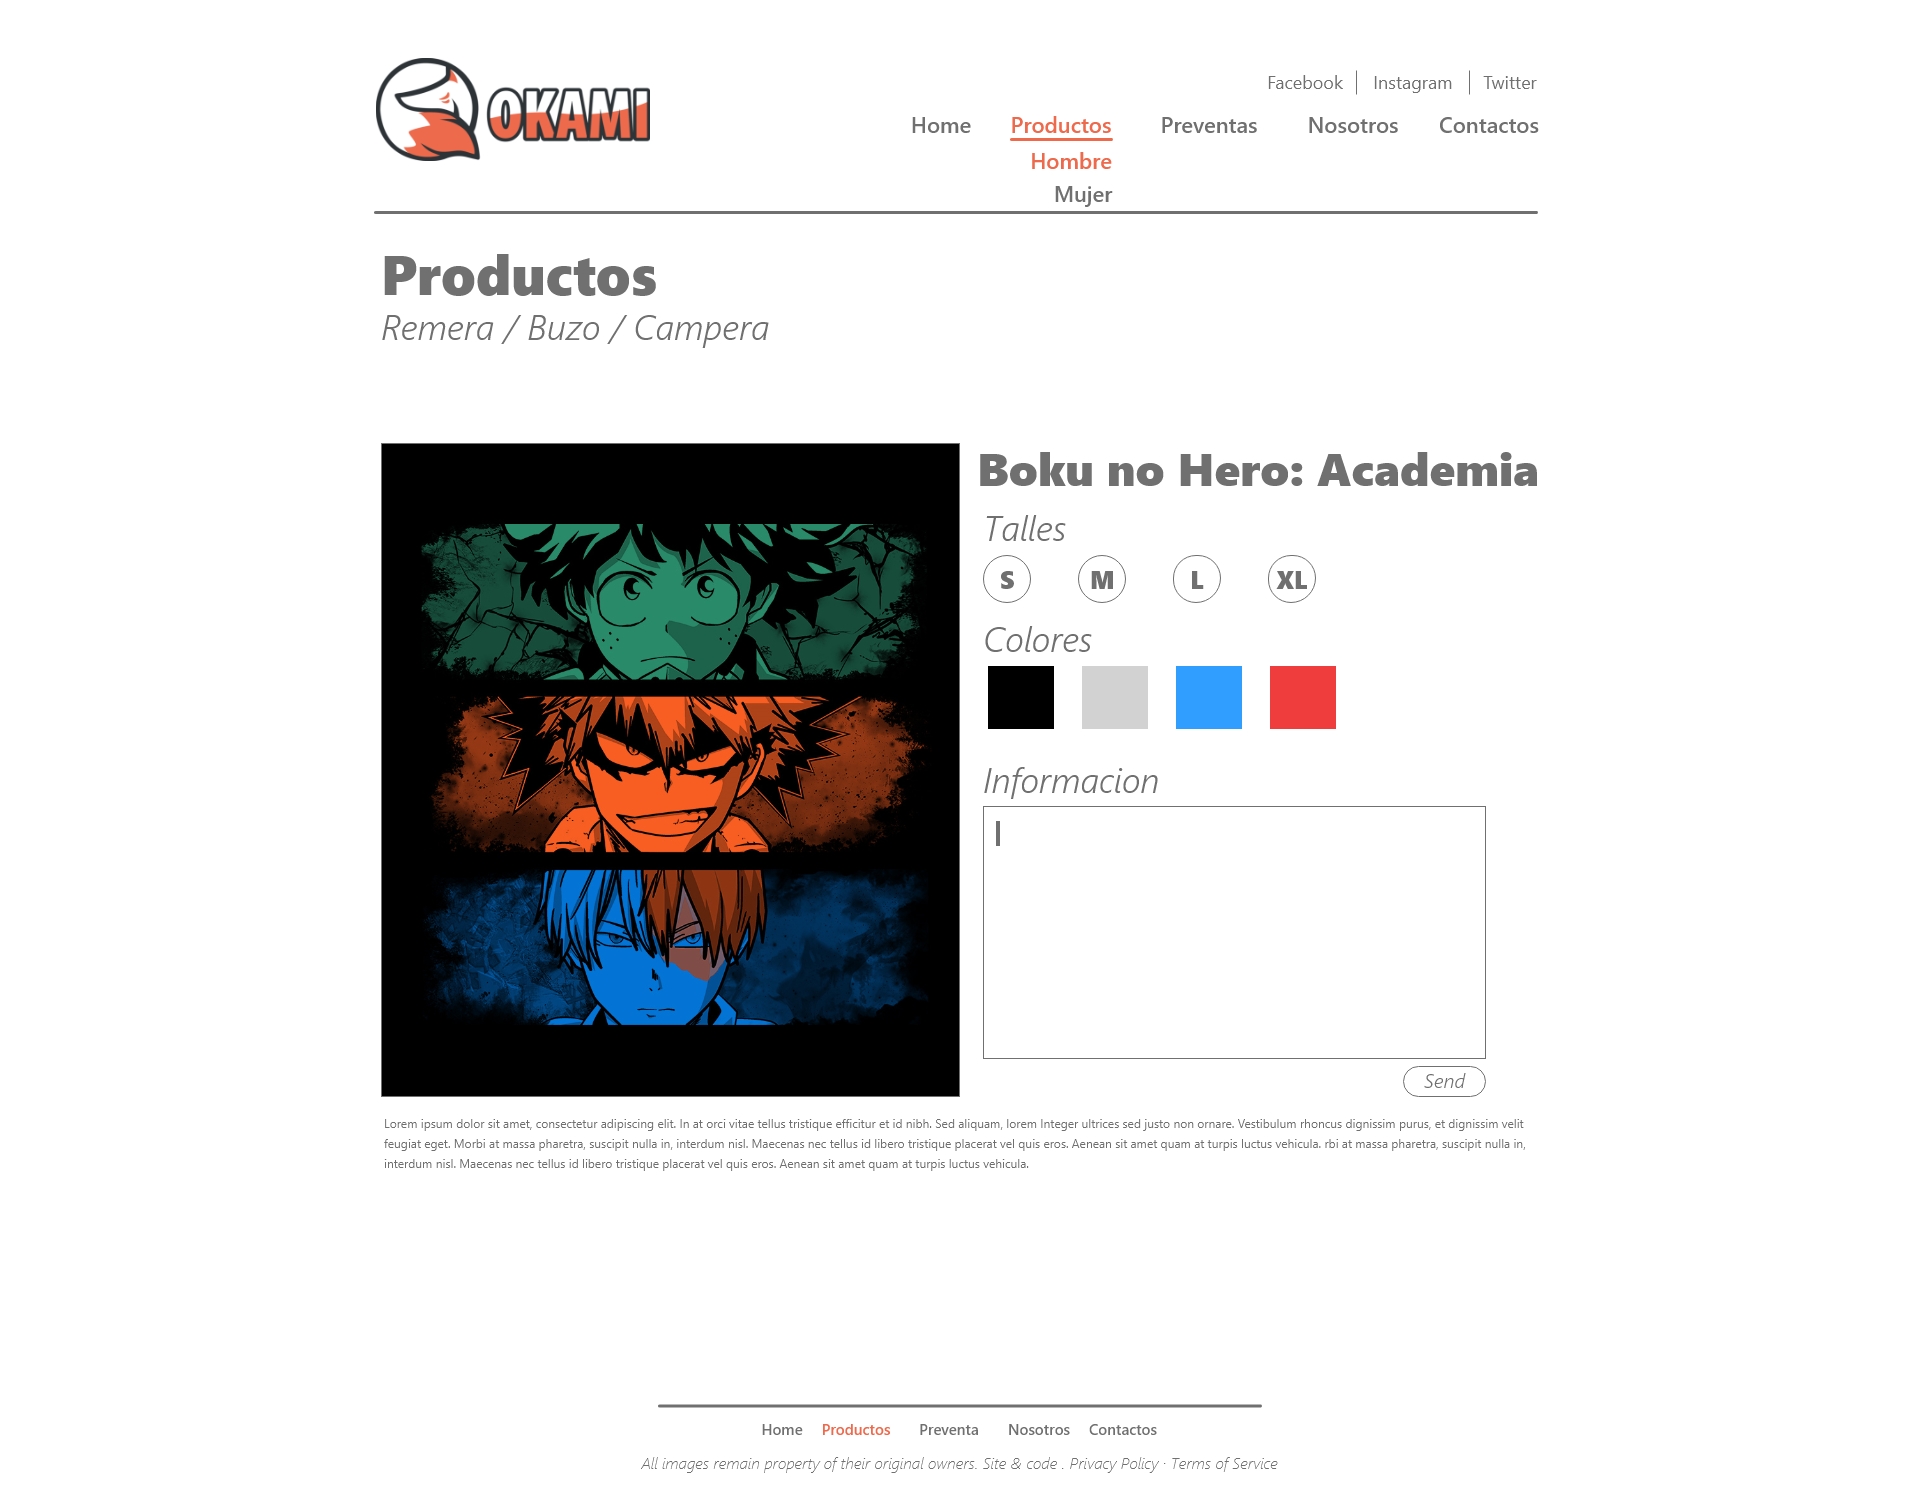 OKAMI
Facebook | Instagram | Twitter
Home Productos Preventas Nosotros Contactos
Hombre
Mujer
Productos
Remera / Buzo / Campera
Boku no Hero: Academia
Talles
S M L XL
Colores
Informacion
Send
Lorem ipsum dolor sit amet, consectetur adipiscing elit. In at orci vitae tellus tristique efficitur et id nibh. Sed aliquam, lorem Integer ultrices sed justo non ornare. Vestibulum rhoncus dignissim purus, et dignissim velit
feugiat eget. Morbi at massa pharetra, suscipit nulla in, interdum nisl. Maecenas nec tellus id libero tristique placerat vel quis eros. Aenean sit amet quam at turpis luctus vehicula. rbi at massa pharetra, suscipit nulla in,
interdum nisl. Maecenas nec tellus id libero tristique placerat vel quis eros. Aenean sit amet quam at turpis luctus vehicula.
Home Productos Preventa Nosotros Contactos
All images remain property of their original owners. Site & code . Privacy Policy · Terms of Service